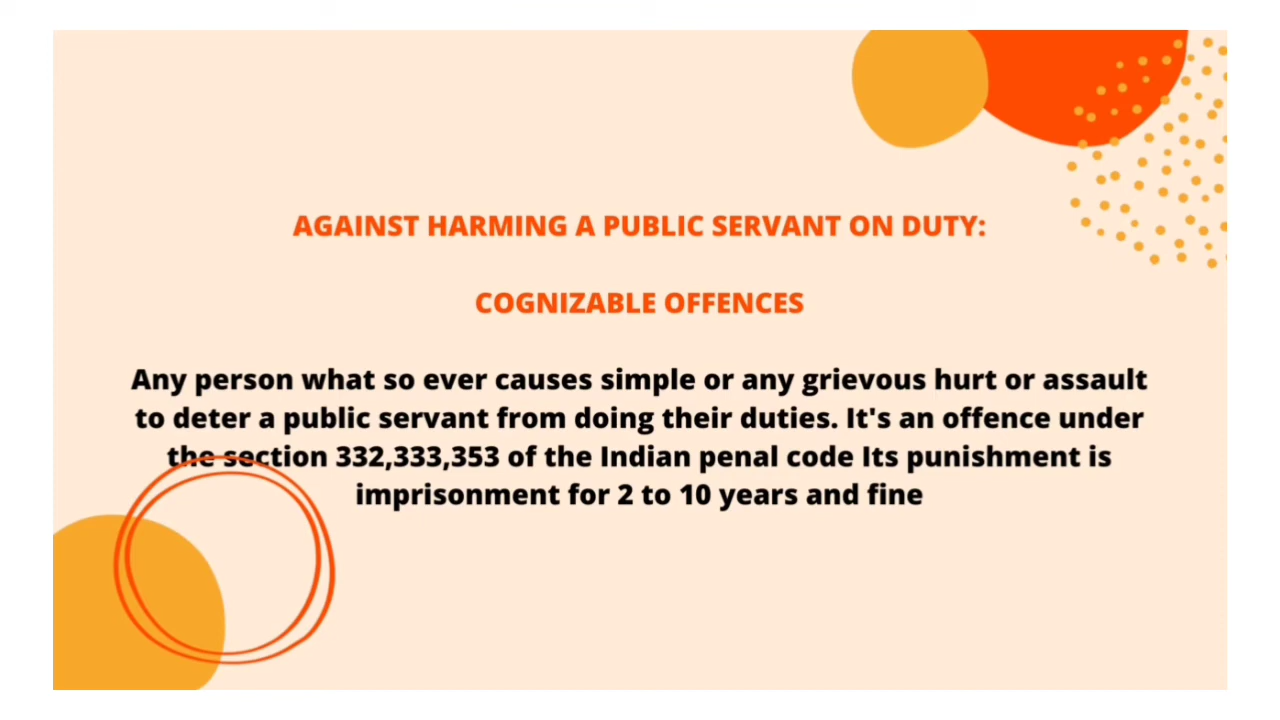 AGAINST HARMING A PUBLIC SERVANT ON DUTY:
COGNIZABLE OFFENCES
Any person what so ever causes simple or any grievous hurt or assault
to deter a public servant from doing their duties. It's an offence under
the section 332,333,353 of the Indian penal code Its punishment is
imprisonment for 2 to 10 years and fine